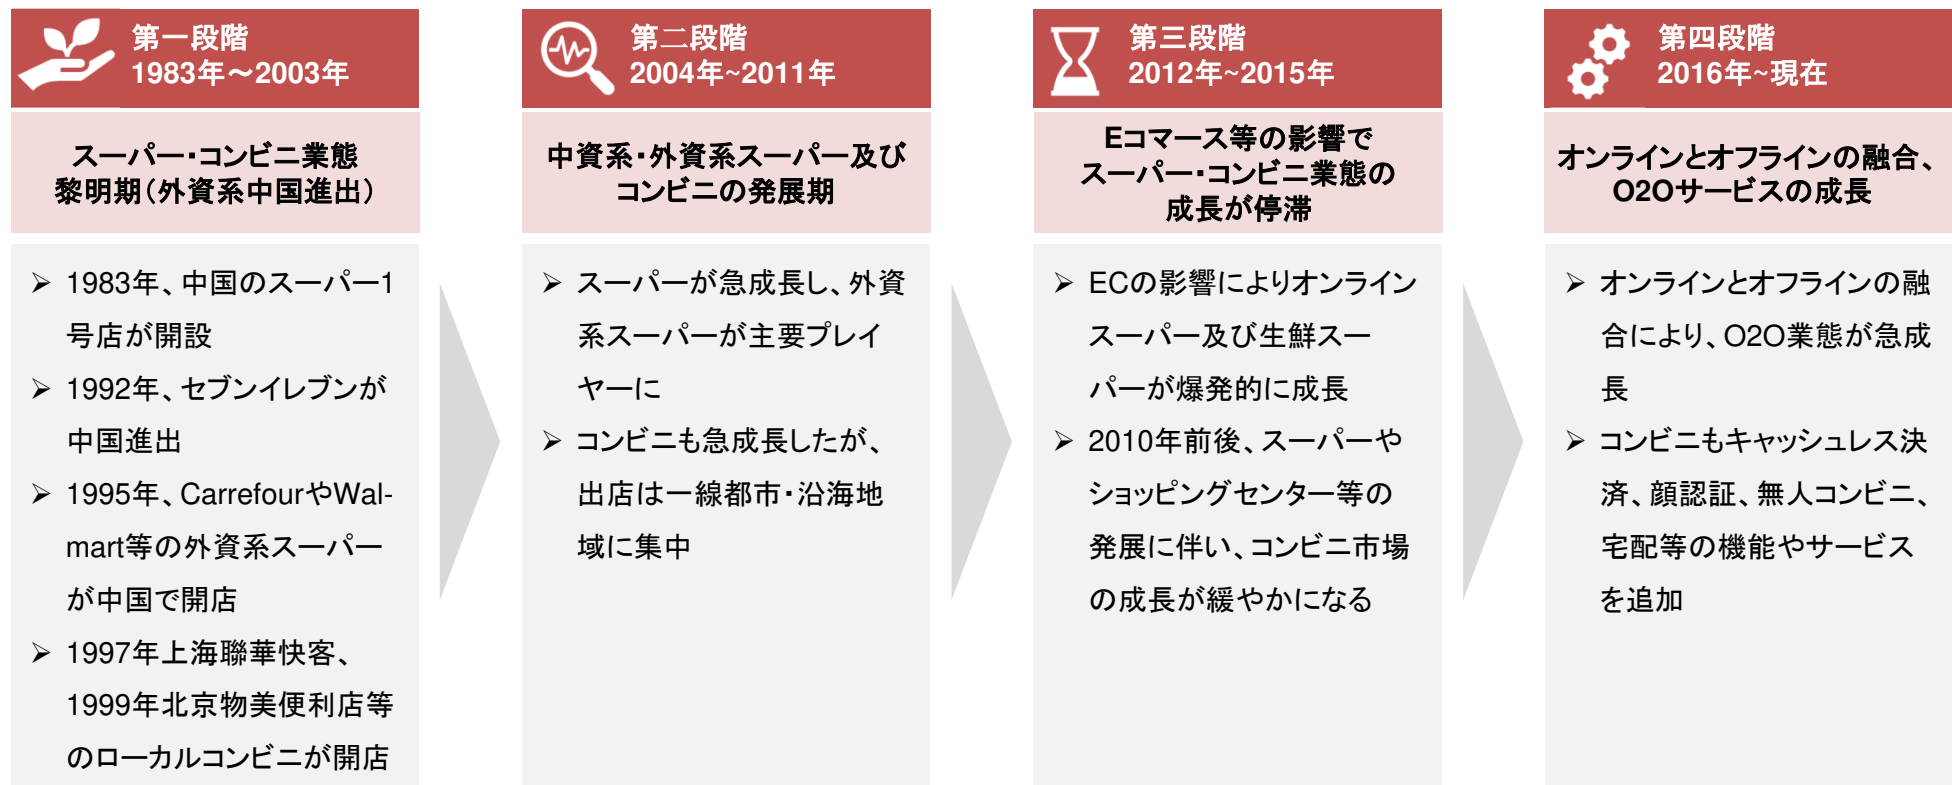 第一段階
1983年～2003年
スーパー・コンビニ業態
黎明期（外資系中国進出）
➢ 1983年、中国のスーパー1
号店が開設
➢ 1992年、セブンイレブンが
中国進出
➢ 1995年、CarrefourやWal-
mart等の外資系スーパー
が中国で開店
➢ 1997年上海聯華快客、
1999年北京物美便利店等
のローカルコンビニが開店
第二段階
2004年~2011年
中資系・外資系スーパー及び
コンビニの発展期
➢ スーパーが急成長し、外資
系スーパーが主要プレイ
ヤーに
➢ コンビニも急成長したが、
出店は一線都市・沿海地
域に集中
第三段階
2012年~2015年
Eコマース等の影響で
スーパー・コンビニ業態の
成長が停滞
➢ ECの影響によりオンライン
スーパー及び生鮮スー
パーが爆発的に成長
➢ 2010年前後、スーパーや
ショッピングセンター等の
発展に伴い、コンビニ市場
の成長が緩やかになる
第四段階
2016年~現在
オンラインとオフラインの融合、
O2Oサービスの成長
➢ オンラインとオフラインの融
合により、O2O業態が急成
長
➢ コンビニもキャッシュレス決
済、顔認証、無人コンビニ、
宅配等の機能やサービス
を追加